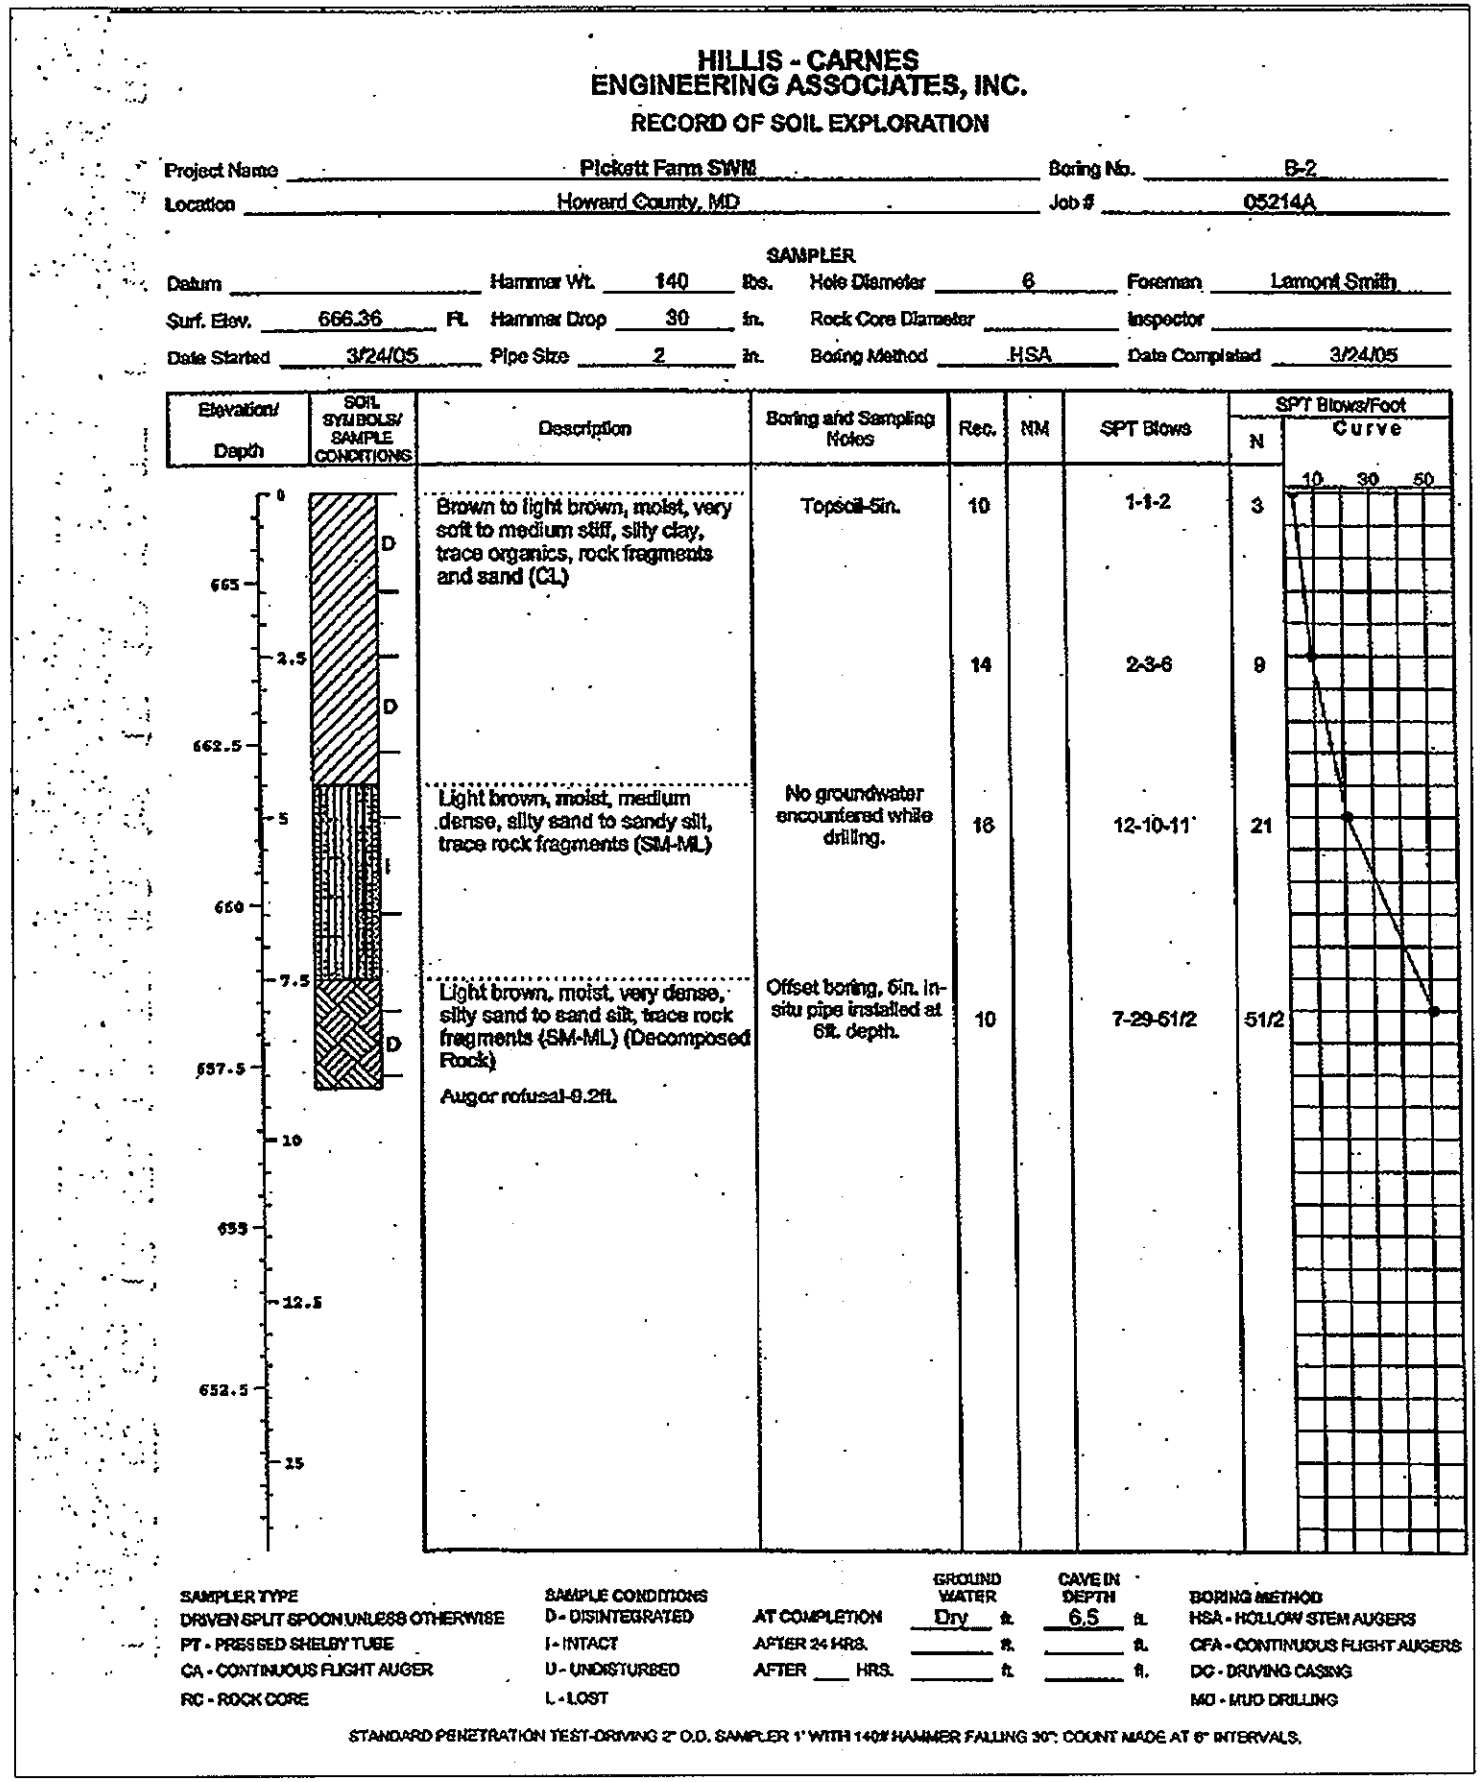 HILLIS - CARNES
ENGINEERING ASSOCIATES, INC.
RECORD OF SOIL EXPLORATION
Project Name Pickett Farm SWM Boring No. B-2
Location Howard County, MD Job # 05214A
SAMPLER
Datum Hammer Wt. 140 lbs. Hole Diameter 6 Foreman Lamont Smith
Surf. Elev. 666.36 Ft. Hammer Drop 30 in. Rock Core Diameter Inspector
Date Started 3/24/05 Pipe Size 2 in. Boring Method HSA Date Completed 3/24/05
Elevation/
Depth
SOIL
SYMBOLS/
SAMPLE
CONDITIONS
Description
Boring and Sampling
Notes
Rec.
NM
SPT Blows
SPT Blows/Foot
Curve
N
10 30 50
0
Brown to light brown, moist, very
soft to medium stiff, silty clay,
trace organics, rock fragments
and sand (CL)
Topsoil-5in.
10
1-1-2
3
D
665
2.5
14
2-3-6
9
D
662.5
Light brown, moist, medium
dense, silty sand to sandy silt,
trace rock fragments (SM-ML)
No groundwater
encountered while
drilling.
5
16
12-10-11
21
I
660
7.5
Light brown, moist, very dense,
silty sand to sand silt, trace rock
fragments (SM-ML) (Decomposed
Rock)
Auger refusal-9.2ft.
Offset boring, 5in. in-
situ pipe installed at
6ft. depth.
10
7-29-51/2
51/2
D
657.5
10
655
12.5
652.5
15
SAMPLER TYPE
DRIVEN SPLIT SPOON UNLESS OTHERWISE
PT - PRESSED SHELBY TUBE
CA - CONTINUOUS FLIGHT AUGER
RC - ROCK CORE
SAMPLE CONDITIONS
D - DISINTEGRATED
I - INTACT
U - UNDISTURBED
L - LOST
GROUND
WATER
CAVE IN
DEPTH
AT COMPLETION Dry ft. 6.5 ft.
AFTER 24 HRS. ft. ft.
AFTER HRS. ft. ft.
BORING METHOD
HSA - HOLLOW STEM AUGERS
CFA - CONTINUOUS FLIGHT AUGERS
DC - DRIVING CASING
MD - MUD DRILLING
STANDARD PENETRATION TEST-DRIVING 2" O.D. SAMPLER 1' WITH 140# HAMMER FALLING 30"; COUNT MADE AT 6" INTERVALS.